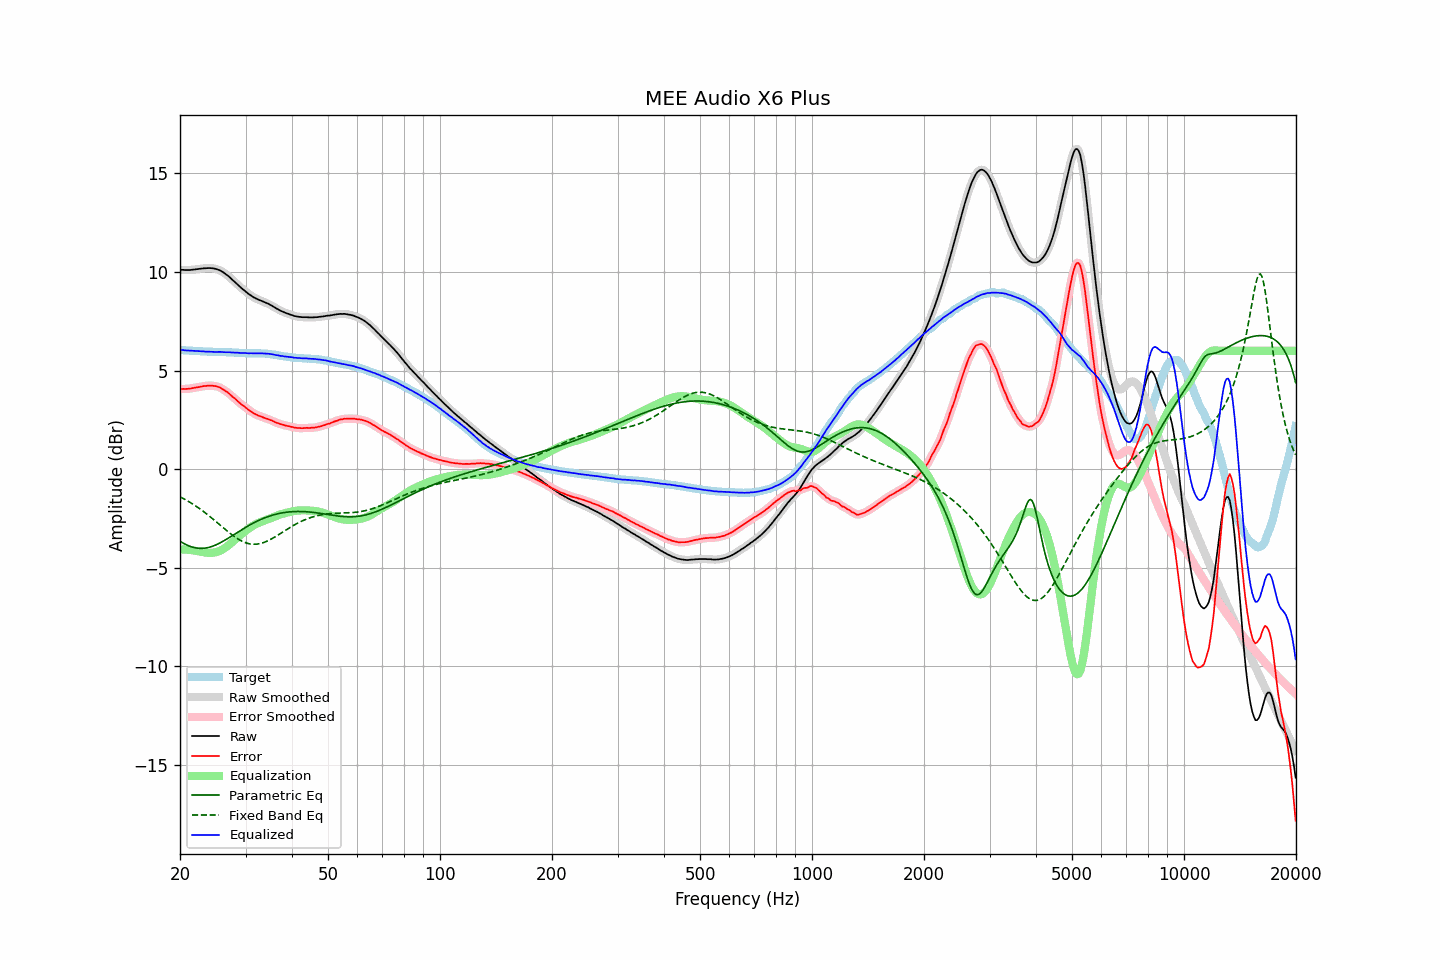 MEE Audio X6 Plus
Amplitude (dBr)
15
10
5
0
−5
−10
−15
Target
Raw Smoothed
Error Smoothed
Raw
Error
Equalization
Parametric Eq
Fixed Band Eq
Equalized
20 50 100 200 500 1000 2000 5000 10000 20000
Frequency (Hz)